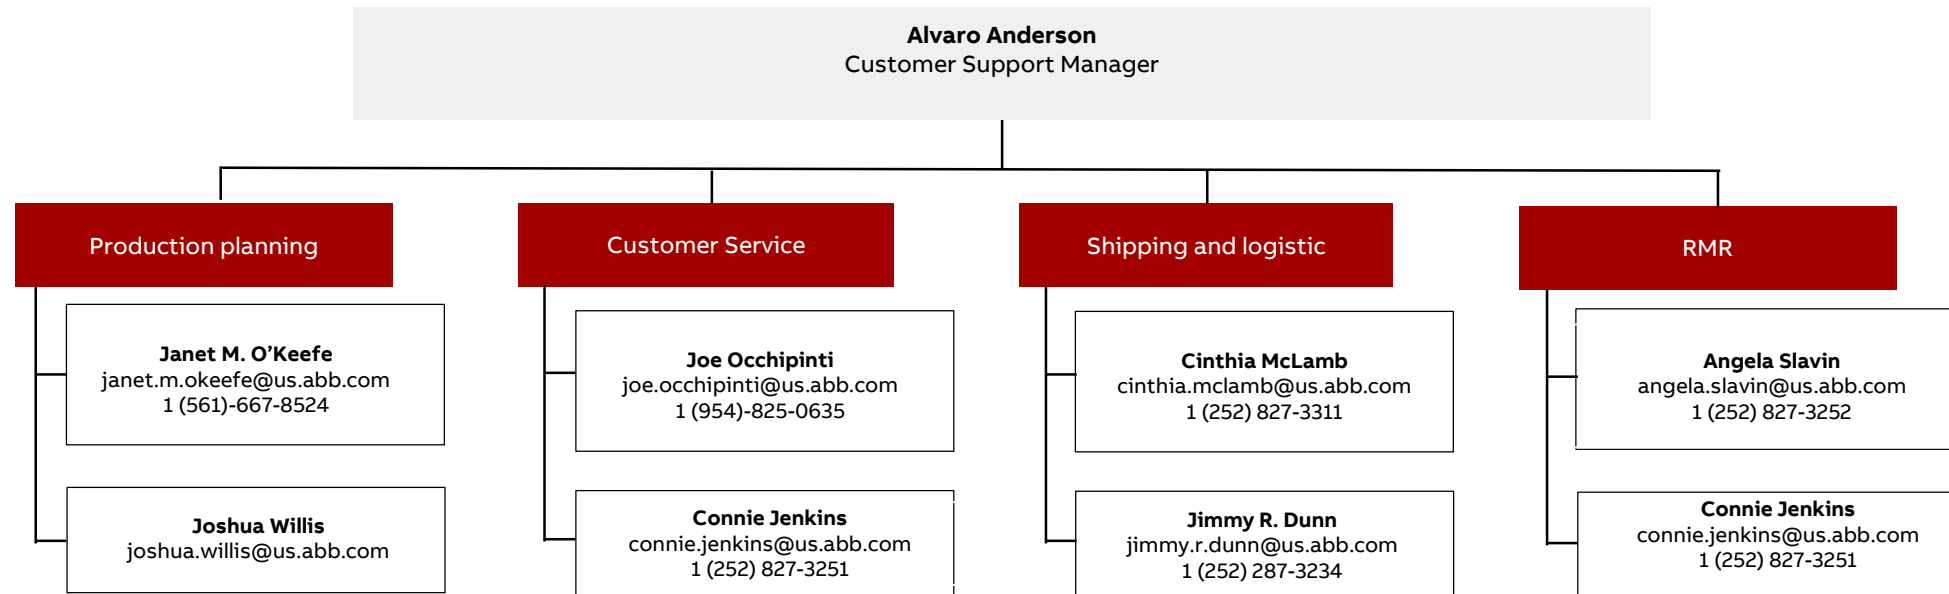 Alvaro Anderson
Customer Support Manager
Production planning
Janet M. O’Keefe
janet.m.okeefe@us.abb.com
1 (561)-667-8524
Joshua Willis
joshua.willis@us.abb.com
Customer Service
Joe Occhipinti
joe.occhipinti@us.abb.com
1 (954)-825-0635
Connie Jenkins
connie.jenkins@us.abb.com
1 (252) 827-3251
Shipping and logistic
Cinthia McLamb
cinthia.mclamb@us.abb.com
1 (252) 827-3311
Jimmy R. Dunn
jimmy.r.dunn@us.abb.com
1 (252) 287-3234
RMR
Angela Slavin
angela.slavin@us.abb.com
1 (252) 827-3252
Connie Jenkins
connie.jenkins@us.abb.com
1 (252) 827-3251